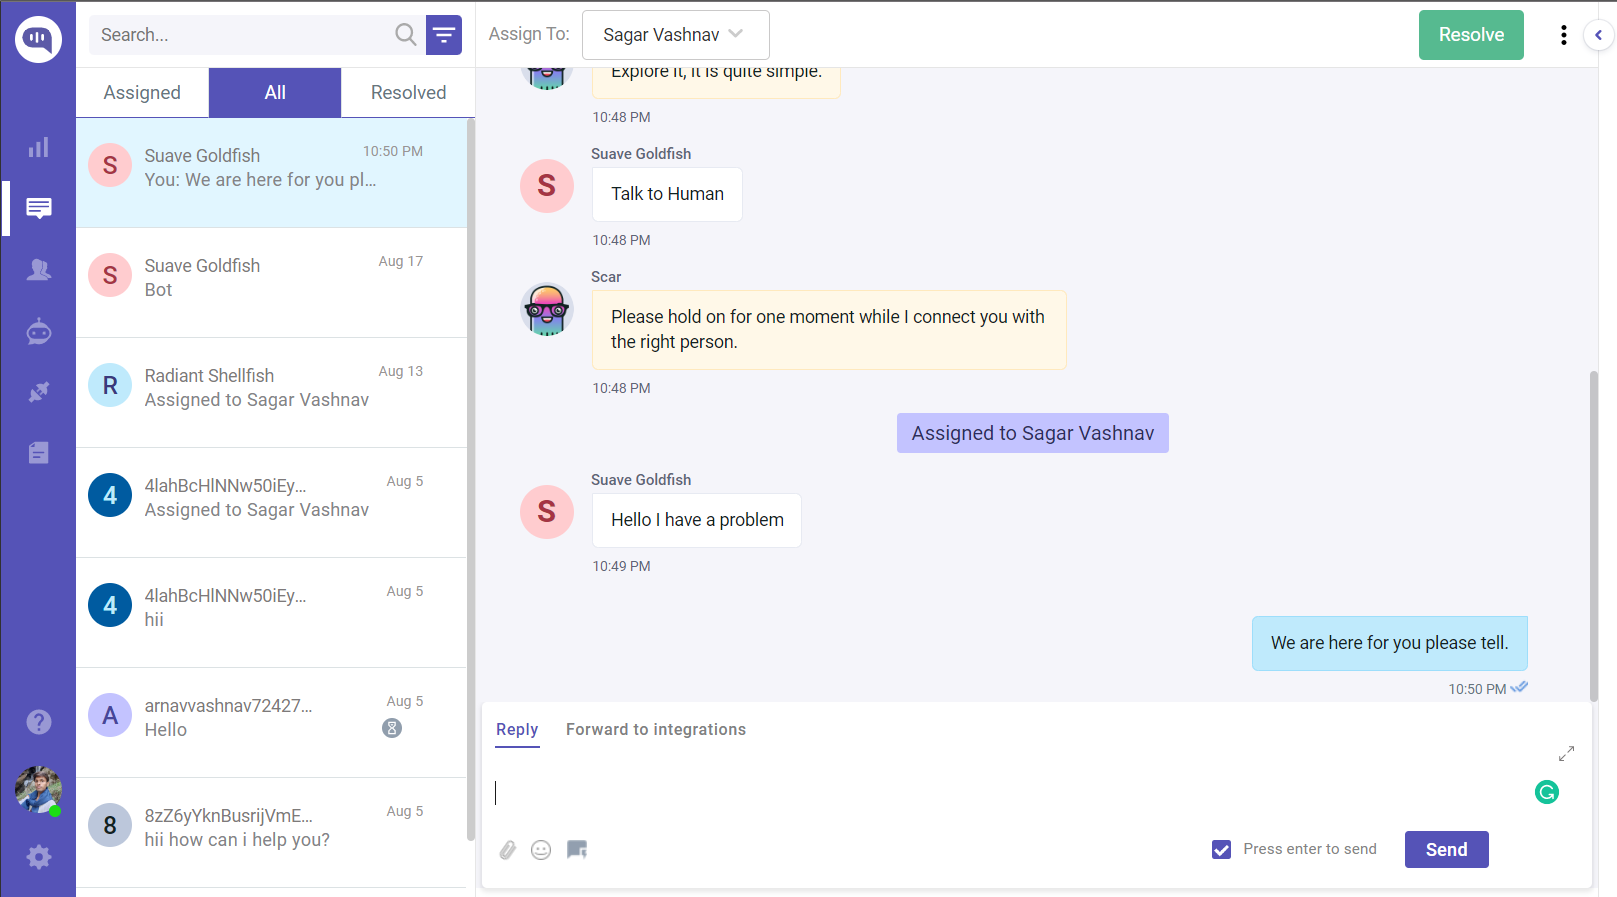 Search...
Assigned
All
Resolved
S
Suave Goldfish
10:50 PM
You: We are here for you pl...
S
Suave Goldfish
Aug 17
Bot
R
Radiant Shellfish
Aug 13
Assigned to Sagar Vashnav
4
4lahBcHlNNw50iEy...
Aug 5
Assigned to Sagar Vashnav
4
4lahBcHlNNw50iEy...
Aug 5
hii
A
arnavvashnav72427...
Aug 5
Hello
8
8zZ6yYknBusrijVmE...
Aug 5
hii how can i help you?
Assign To:
Sagar Vashnav
Resolve
Explore it, it is quite simple.
10:48 PM
Suave Goldfish
S
Talk to Human
10:48 PM
Scar
Please hold on for one moment while I connect you with
the right person.
10:48 PM
Assigned to Sagar Vashnav
Suave Goldfish
S
Hello I have a problem
10:49 PM
We are here for you please tell.
10:50 PM
Reply
Forward to integrations
Press enter to send
Send